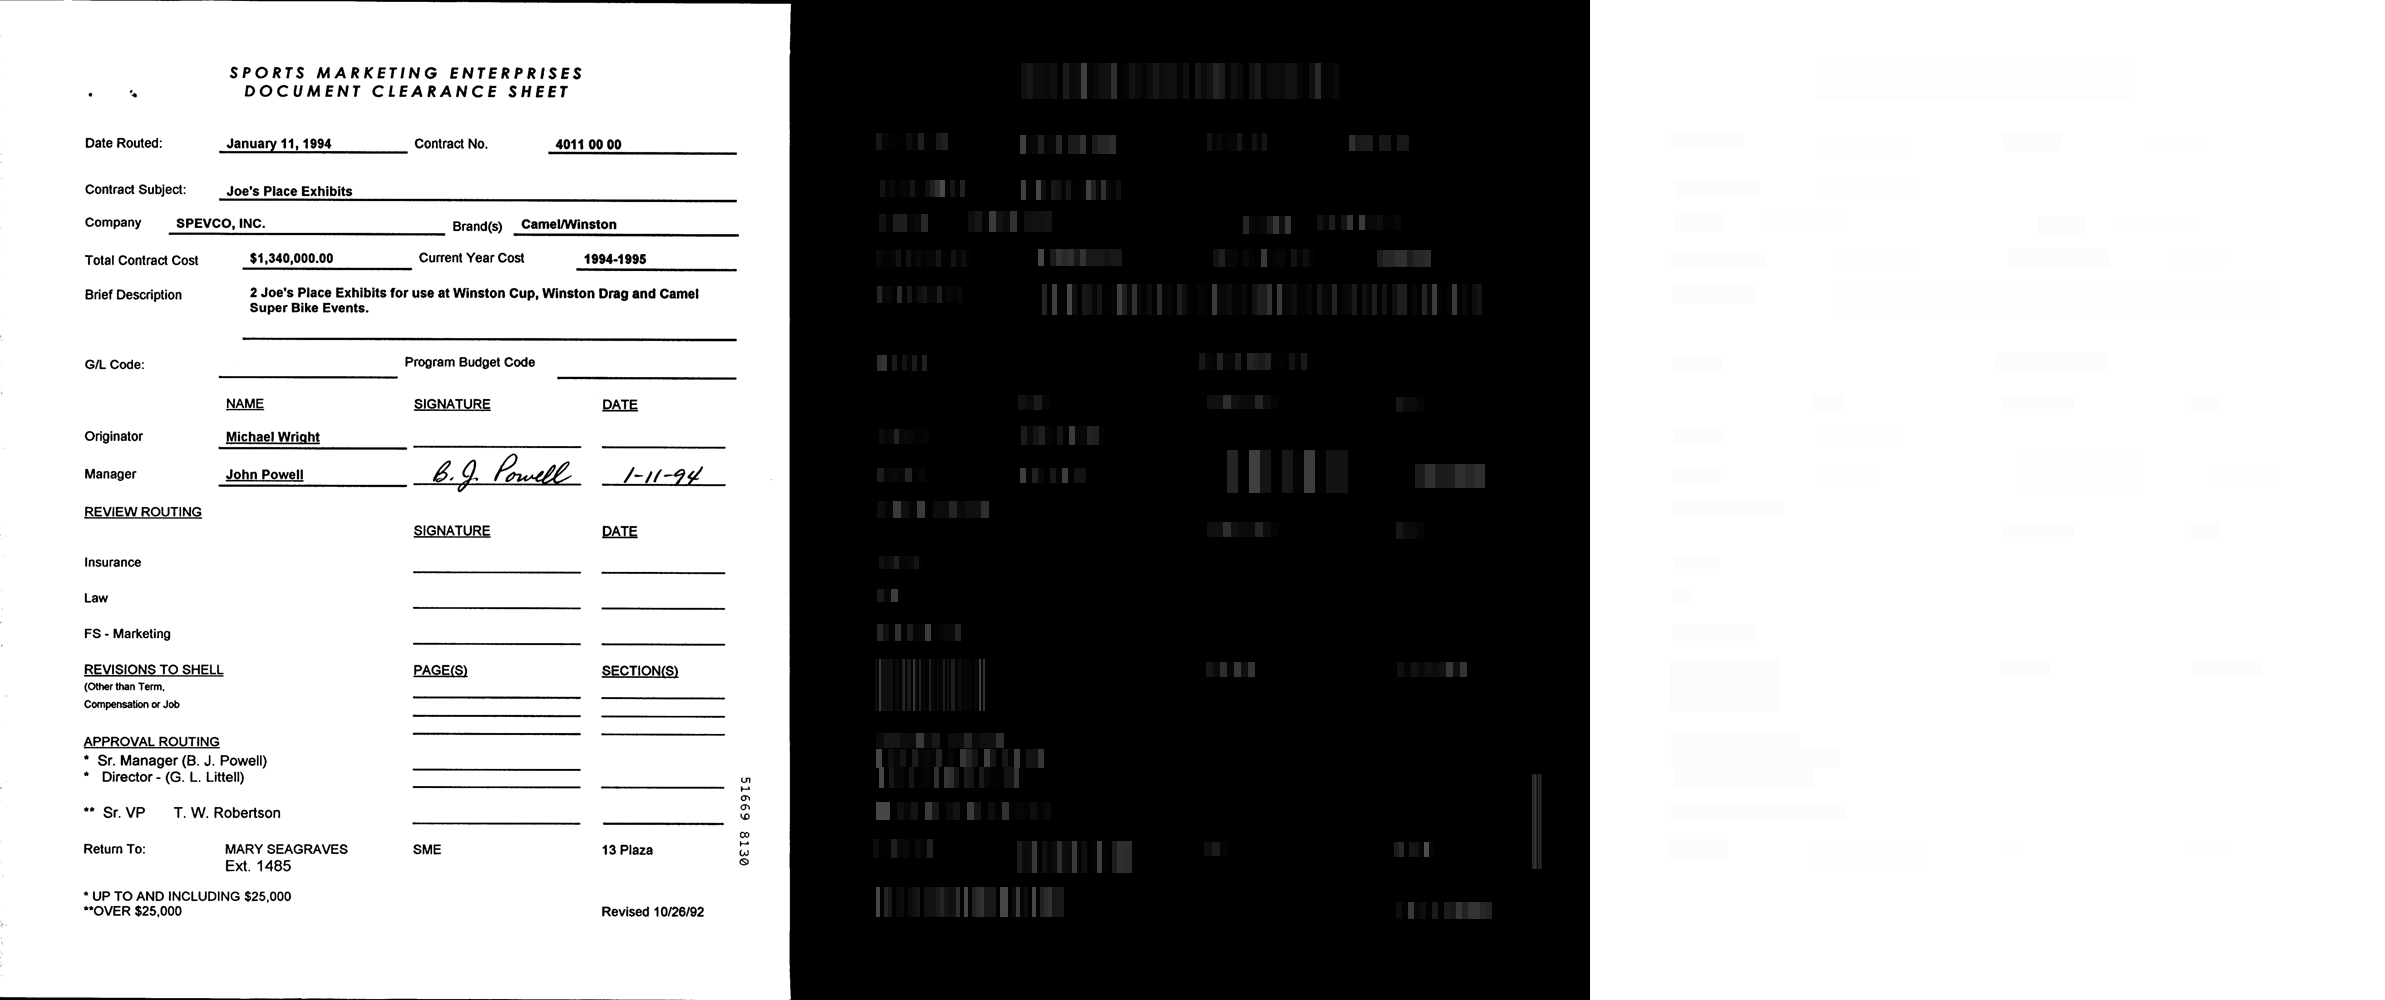 SPORTS MARKETING ENTERPRISES
DOCUMENT CLEARANCE SHEET
Date Routed: January 11, 1994 Contract No. 4011 00 00
Contract Subject: Joe's Place Exhibits
Company SPEVCO, INC. Brand(s) Camel/Winston
Total Contract Cost $1,340,000.00 Current Year Cost 1994-1995
Brief Description 2 Joe's Place Exhibits for use at Winston Cup, Winston Drag and Camel
Super Bike Events.
G/L Code: Program Budget Code
NAME SIGNATURE DATE
Originator Michael Wright
Manager John Powell B. J. Powell 1-11-94
REVIEW ROUTING
SIGNATURE DATE
Insurance
Law
FS - Marketing
REVISIONS TO SHELL PAGE(S) SECTION(S)
(Other than Term,
Compensation or Job
APPROVAL ROUTING
* Sr. Manager (B. J. Powell)
* Director - (G. L. Littell)
** Sr. VP T. W. Robertson
Return To: MARY SEAGRAVES SME 13 Plaza
Ext. 1485
* UP TO AND INCLUDING $25,000
**OVER $25,000 Revised 10/26/92
51669 8130